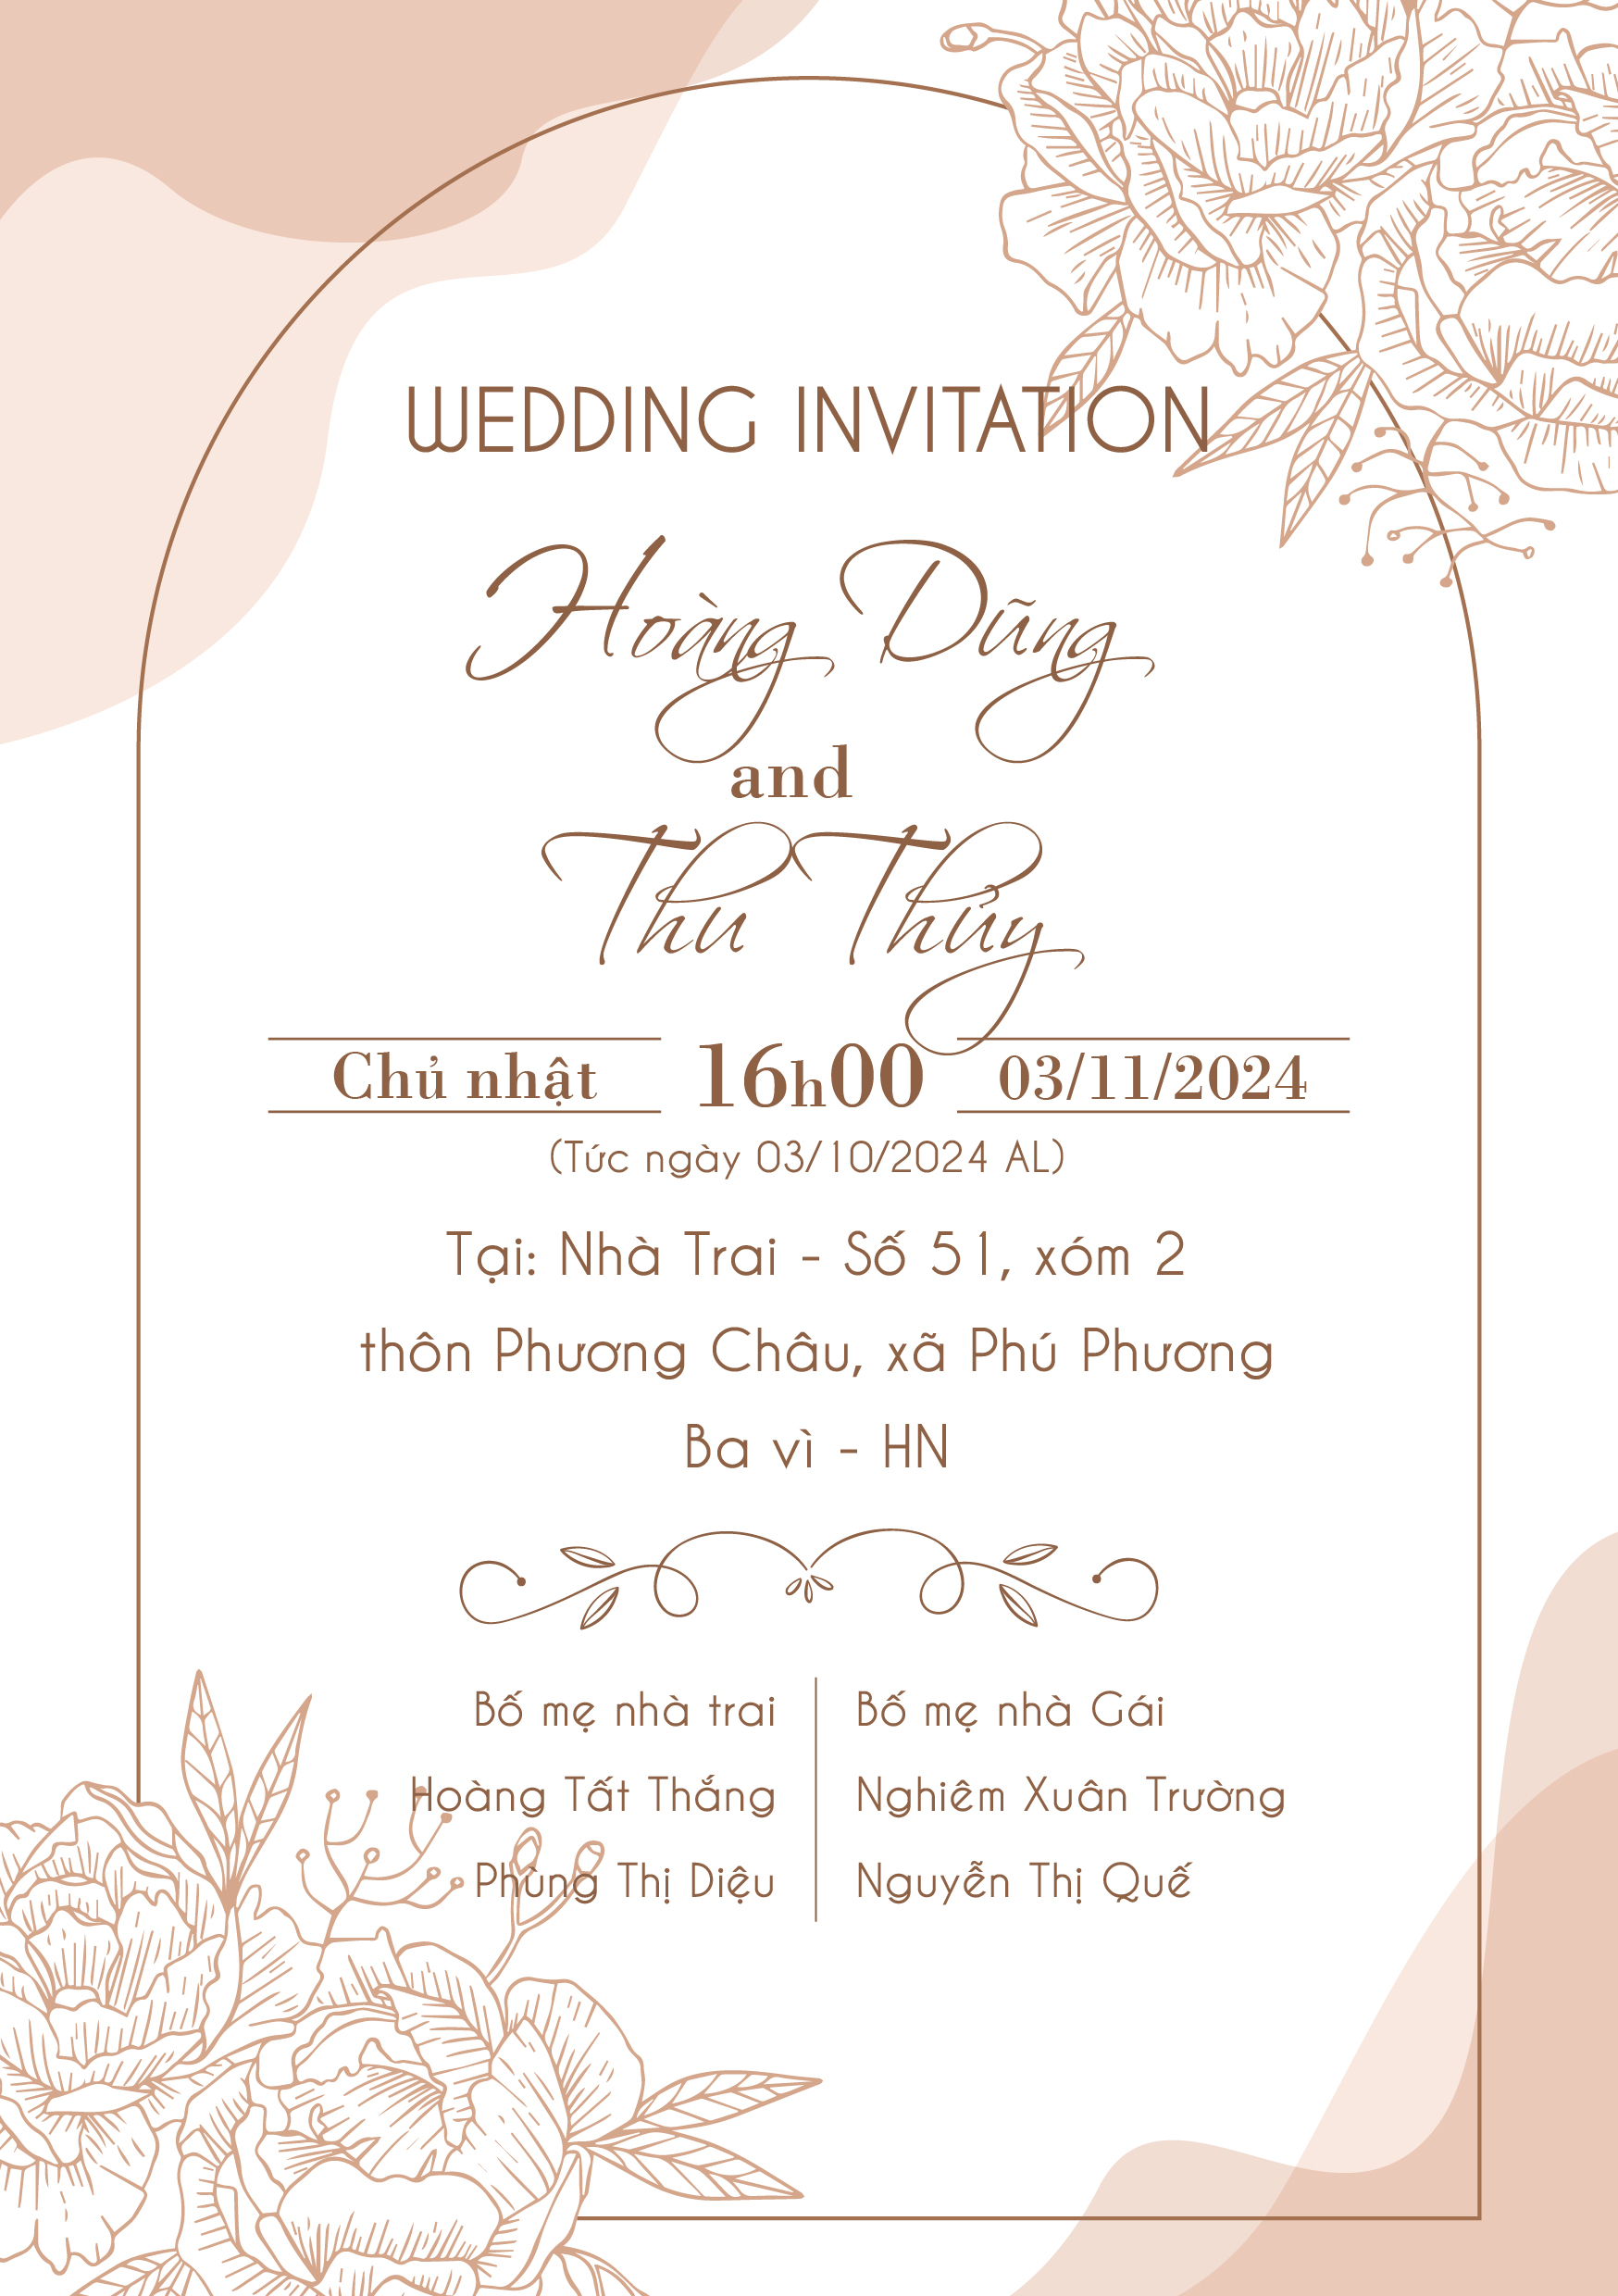 WEDDING INVITATION
Hoàng Dũng
and
Thu Thủy
Chủ nhật 16h00 03/11/2024
(Tức ngày 03/10/2024 AL)
Tại: Nhà Trai - Số 51, xóm 2
thôn Phương Châu, xã Phú Phương
Ba vì - HN
Bố mẹ nhà trai
Hoàng Tất Thắng
Phùng Thị Diệu
Bố mẹ nhà Gái
Nghiêm Xuân Trường
Nguyễn Thị Quế